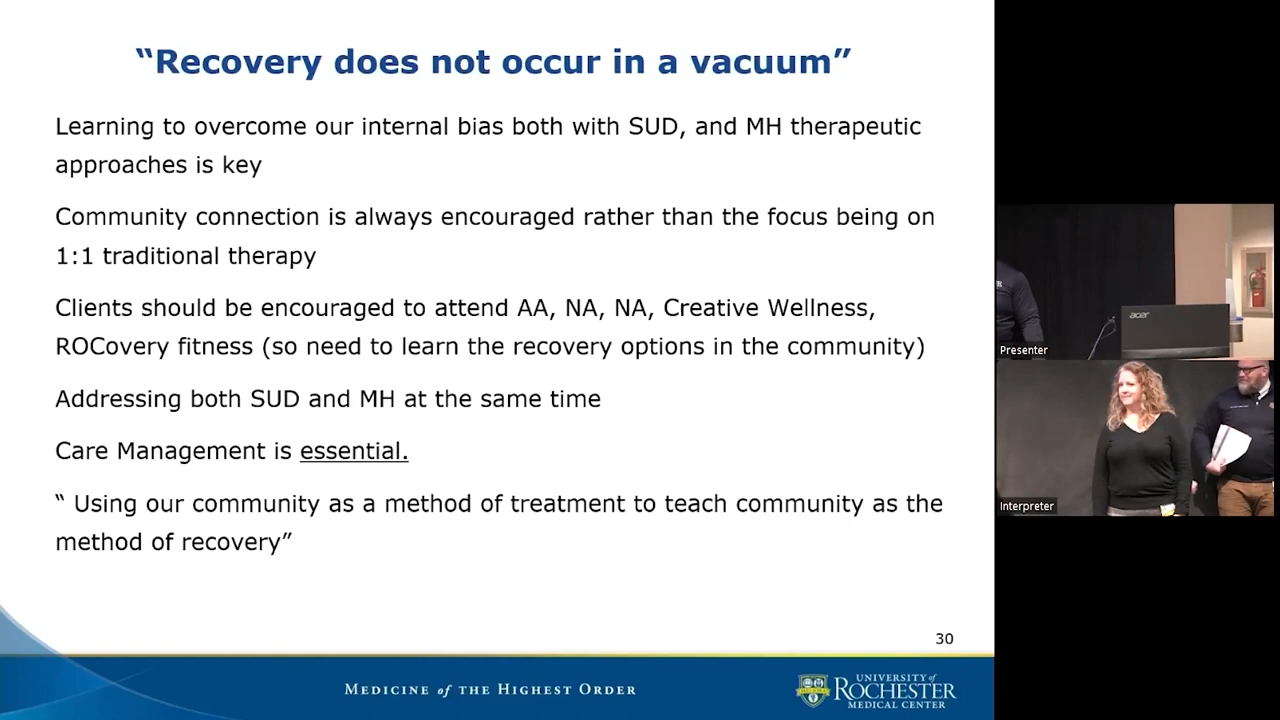 “Recovery does not occur in a vacuum”
Learning to overcome our internal bias both with SUD, and MH therapeutic
approaches is key
Community connection is always encouraged rather than the focus being on
1:1 traditional therapy
Clients should be encouraged to attend AA, NA, NA, Creative Wellness,
ROCovery fitness (so need to learn the recovery options in the community)
Addressing both SUD and MH at the same time
Care Management is essential.
“ Using our community as a method of treatment to teach community as the
method of recovery”
30
MEDICINE of THE HIGHEST ORDER
UNIVERSITY of
ROCHESTER
MEDICAL CENTER
acer
Presenter
Interpreter